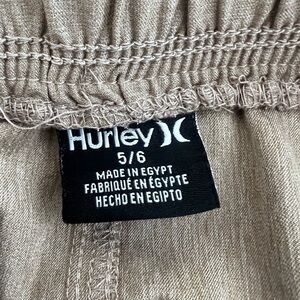 Hurley
5/6
MADE IN EGYPT
FABRIQUÉ EN ÉGYPTE
HECHO EN EGIPTO